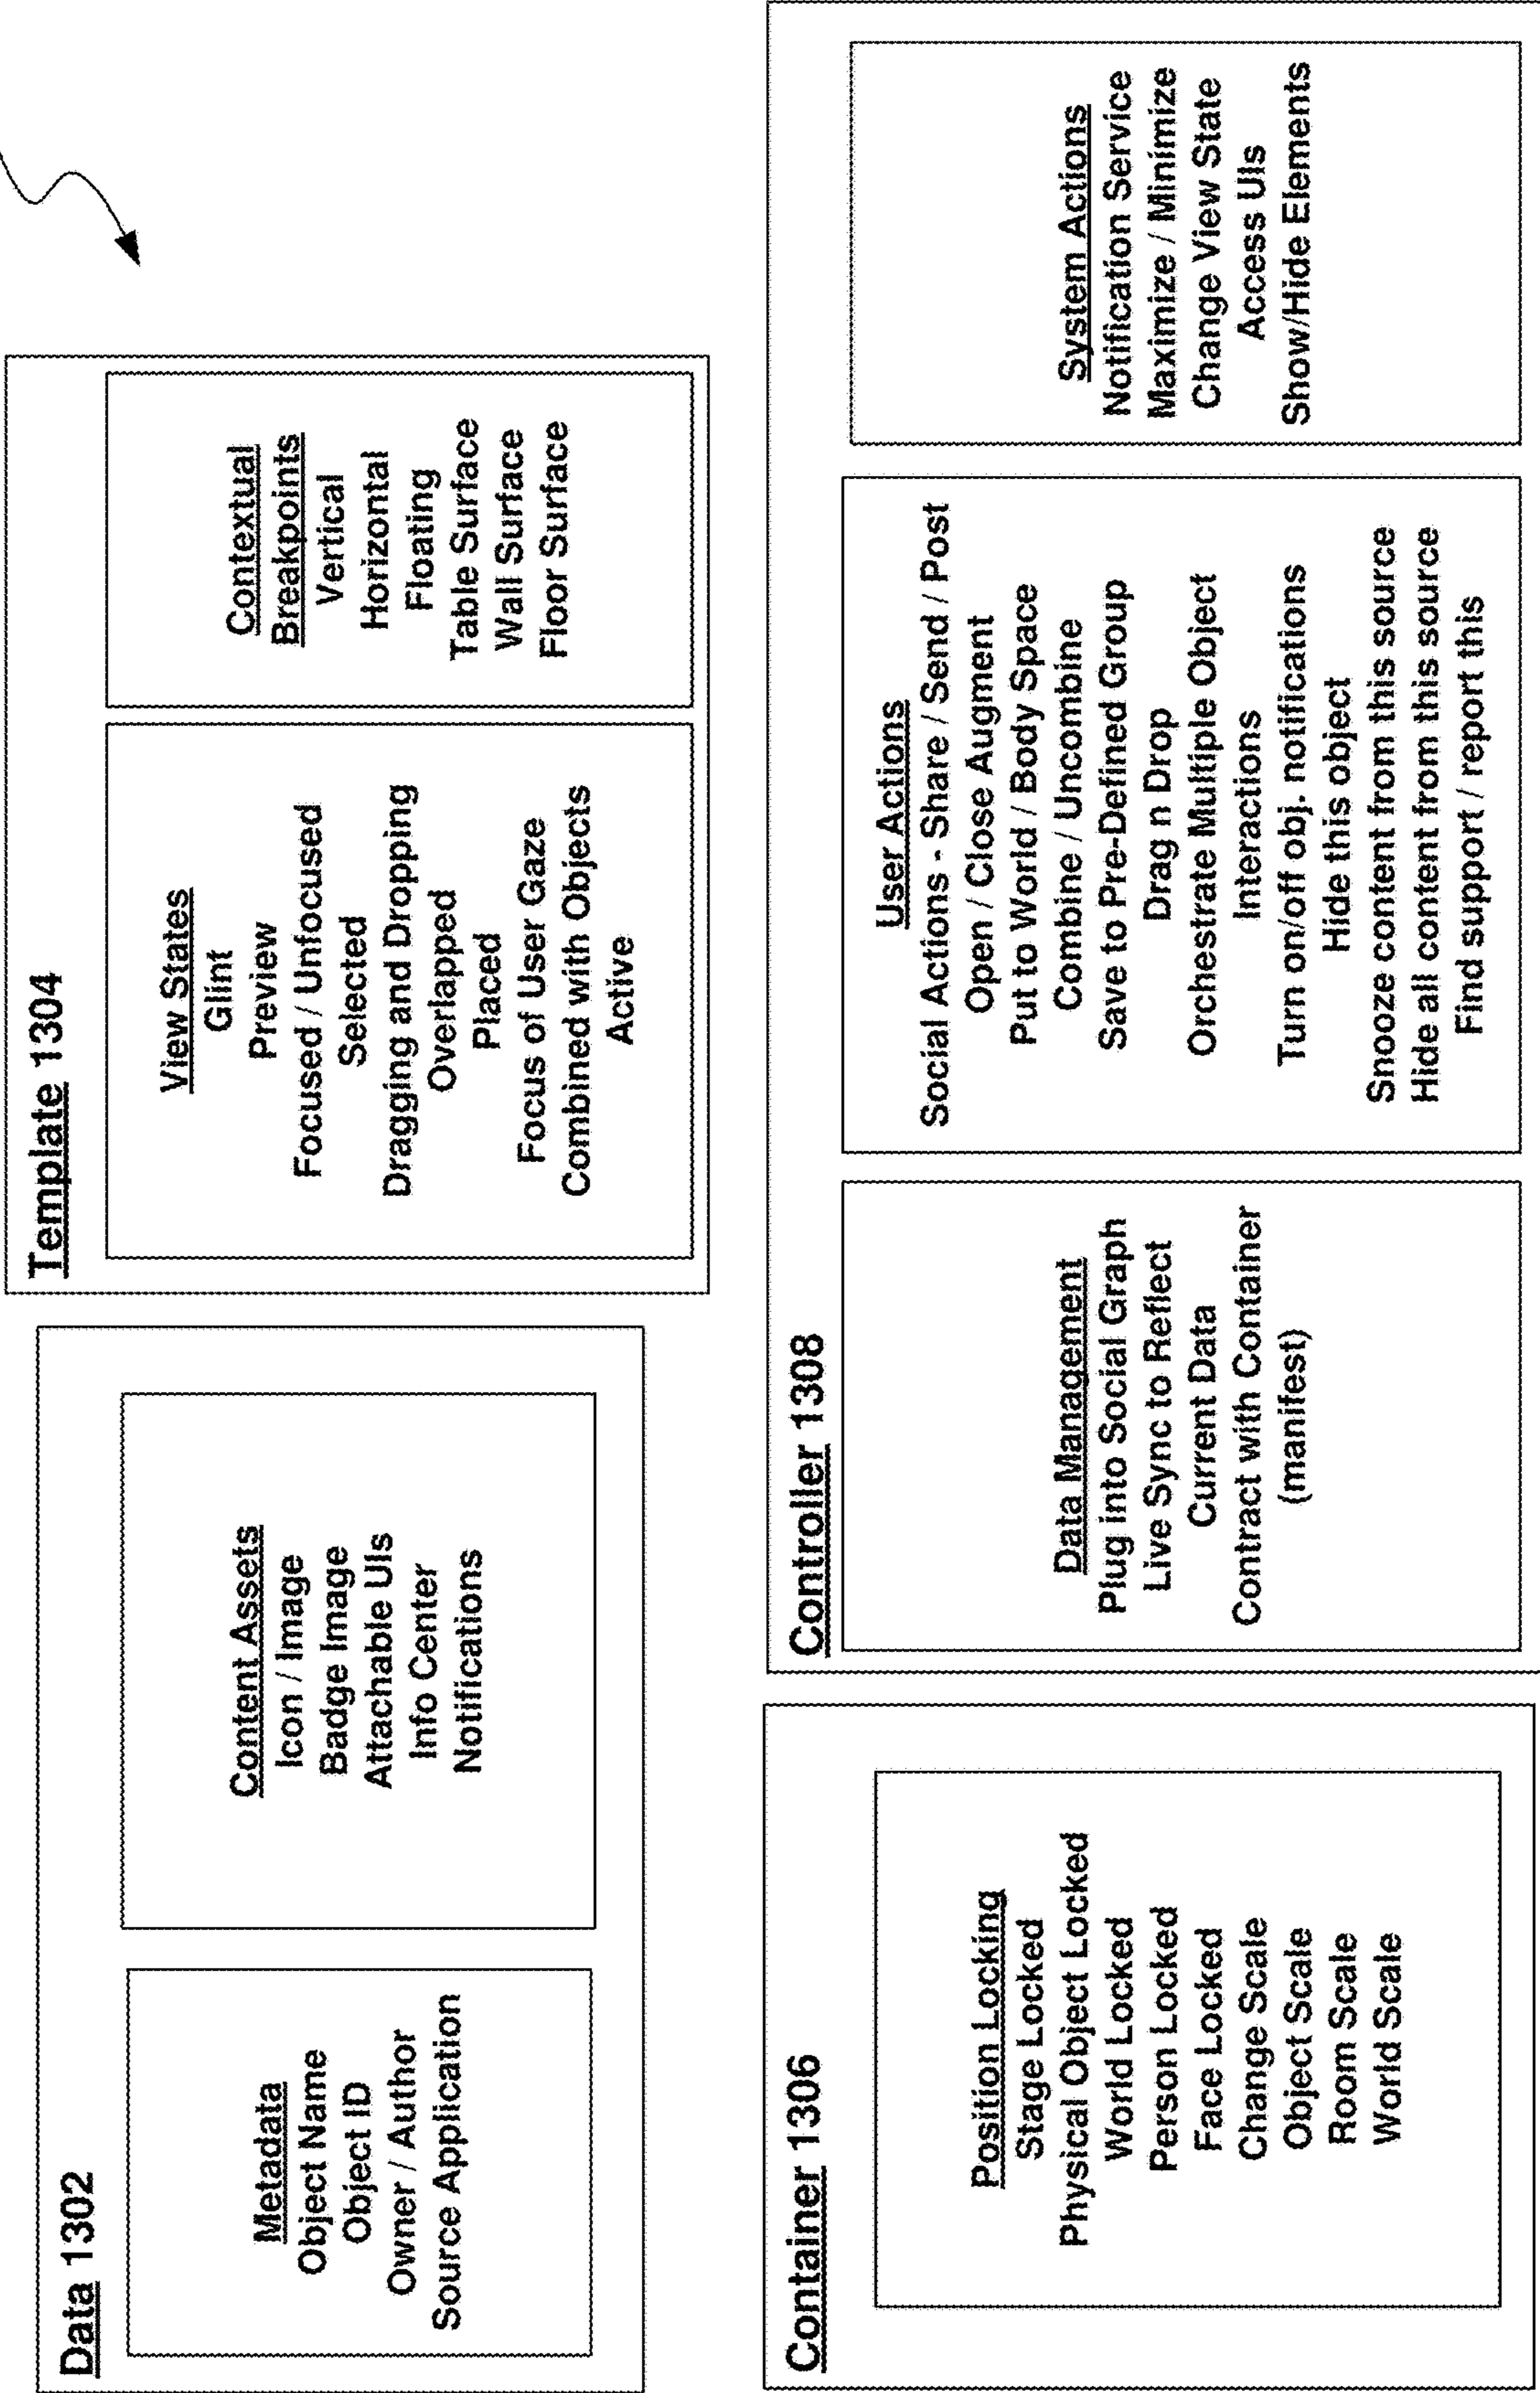 Data 1302
Metadata
Object Name
Object ID
Owner / Author
Source Application
Content Assets
Icon / Image
Badge Image
Attachable UIs
Info Center
Notifications
Template 1304
View States
Glint
Preview
Focused / Unfocused
Selected
Dragging and Dropping
Overlapped
Placed
Focus of User Gaze
Combined with Objects
Active
Contextual
Breakpoints
Vertical
Horizontal
Floating
Table Surface
Wall Surface
Floor Surface
Container 1306
Position Locking
Stage Locked
Physical Object Locked
World Locked
Person Locked
Face Locked
Change Scale
Object Scale
Room Scale
World Scale
Controller 1308
Data Management
Plug into Social Graph
Live Sync to Reflect
Current Data
Contract with Container
(manifest)
User Actions
Social Actions - Share / Send / Post
Open / Close Augment
Put to World / Body Space
Combine / Uncombine
Save to Pre-Defined Group
Drag n Drop
Orchestrate Multiple Object
Interactions
Turn on/off obj. notifications
Hide this object
Snooze content from this source
Hide all content from this source
Find support / report this
System Actions
Notification Service
Maximize / Minimize
Change View State
Access UIs
Show/Hide Elements